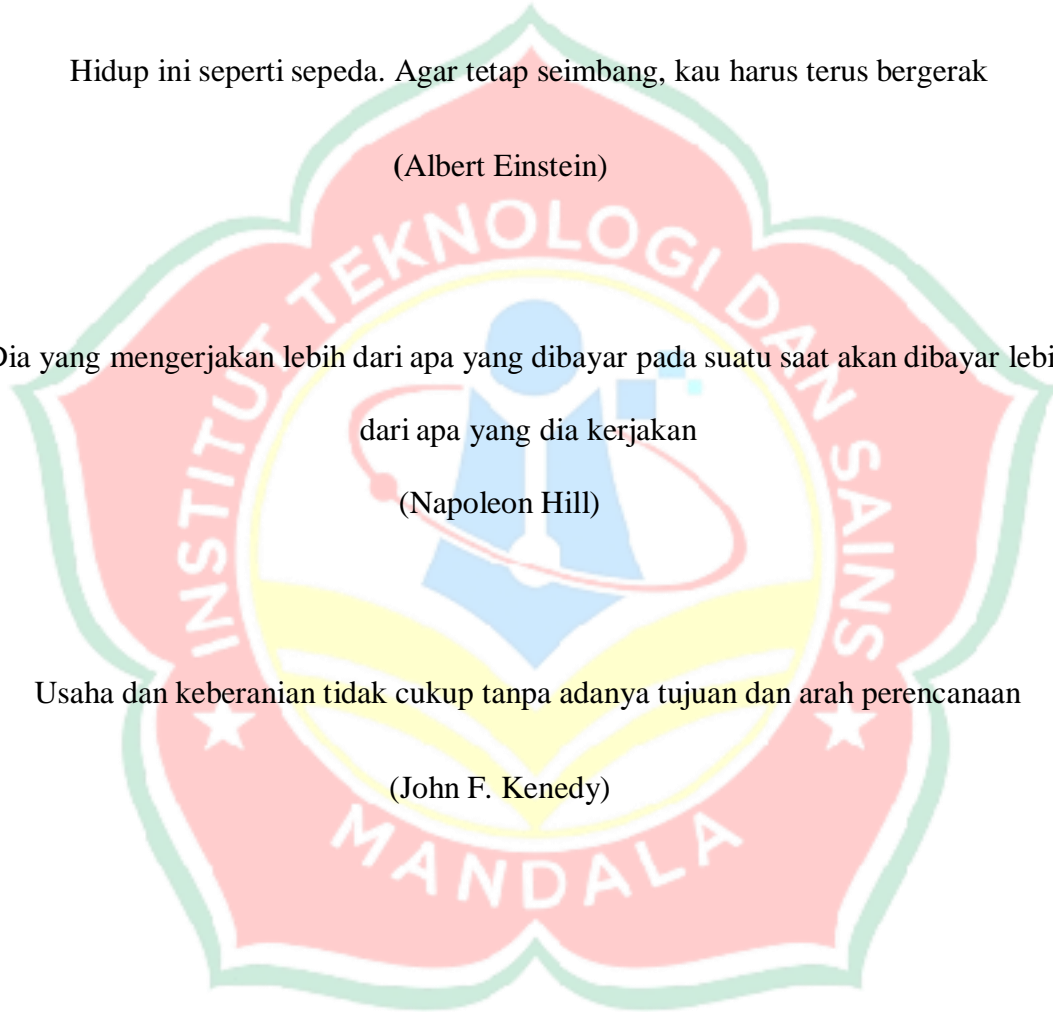 Hidup ini seperti sepeda. Agar tetap seimbang, kau harus terus bergerak
(Albert Einstein)
INSTITUT TEKNOLOGI DAN SAINS
Dia yang mengerjakan lebih dari apa yang dibayar pada suatu saat akan dibayar lebi
dari apa yang dia kerjakan
(Napoleon Hill)
Usaha dan keberanian tidak cukup tanpa adanya tujuan dan arah perencanaan
(John F. Kenedy)
MANDALA